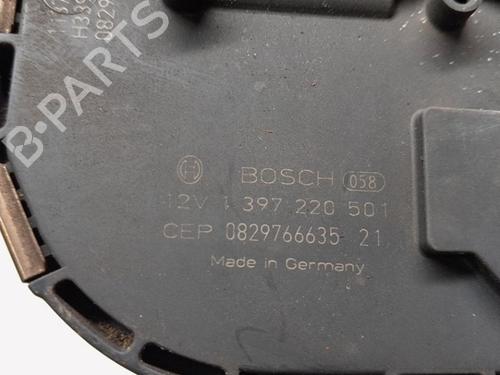 B-PARTS
BOSCH 058
12V 1 397 220 501
CEP 0829766635 21
Made in Germany